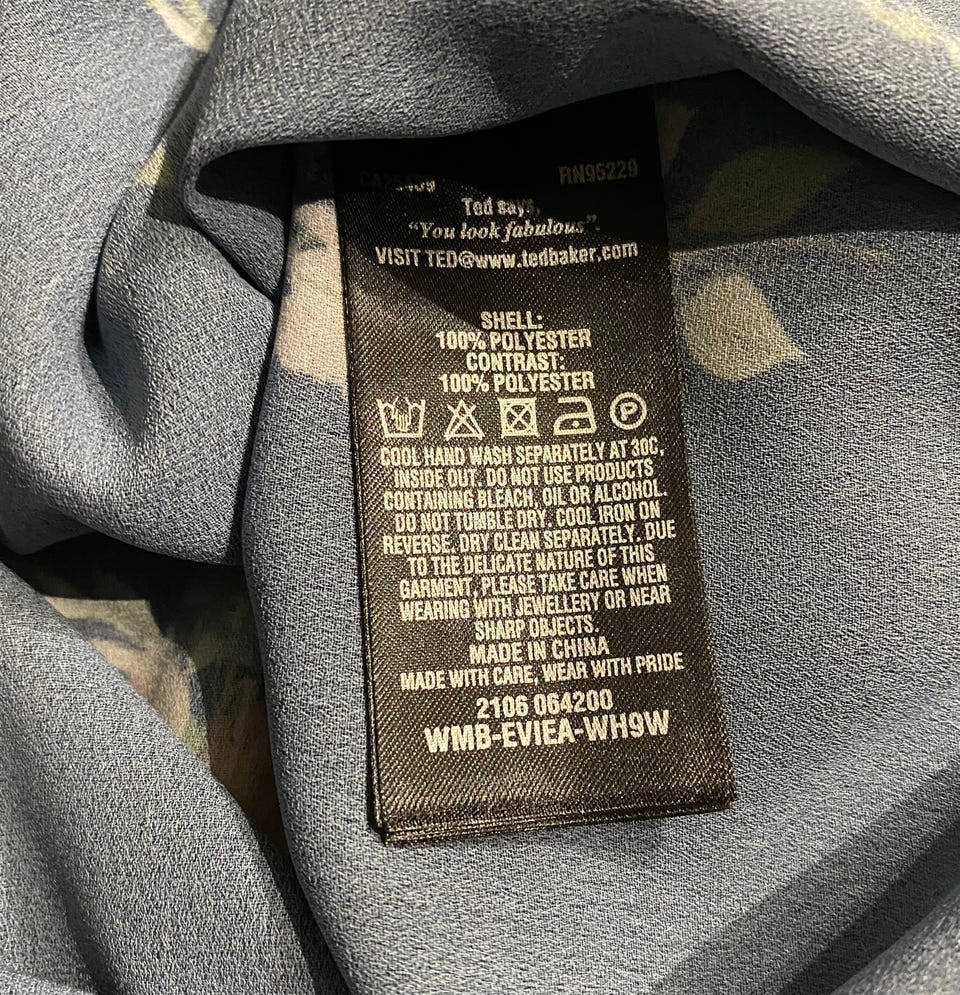 RN95229
Ted says,
“You look fabulous”.
VISIT TED@www.tedbaker.com
SHELL:
100% POLYESTER
CONTRAST:
100% POLYESTER
P
COOL HAND WASH SEPARATELY AT 30C,
INSIDE OUT. DO NOT USE PRODUCTS
CONTAINING BLEACH, OIL OR ALCOHOL.
DO NOT TUMBLE DRY. COOL IRON ON
REVERSE. DRY CLEAN SEPARATELY. DUE
TO THE DELICATE NATURE OF THIS
GARMENT, PLEASE TAKE CARE WHEN
WEARING WITH JEWELLERY OR NEAR
SHARP OBJECTS.
MADE IN CHINA
MADE WITH CARE, WEAR WITH PRIDE
2106 064200
WMB-EVIEA-WH9W